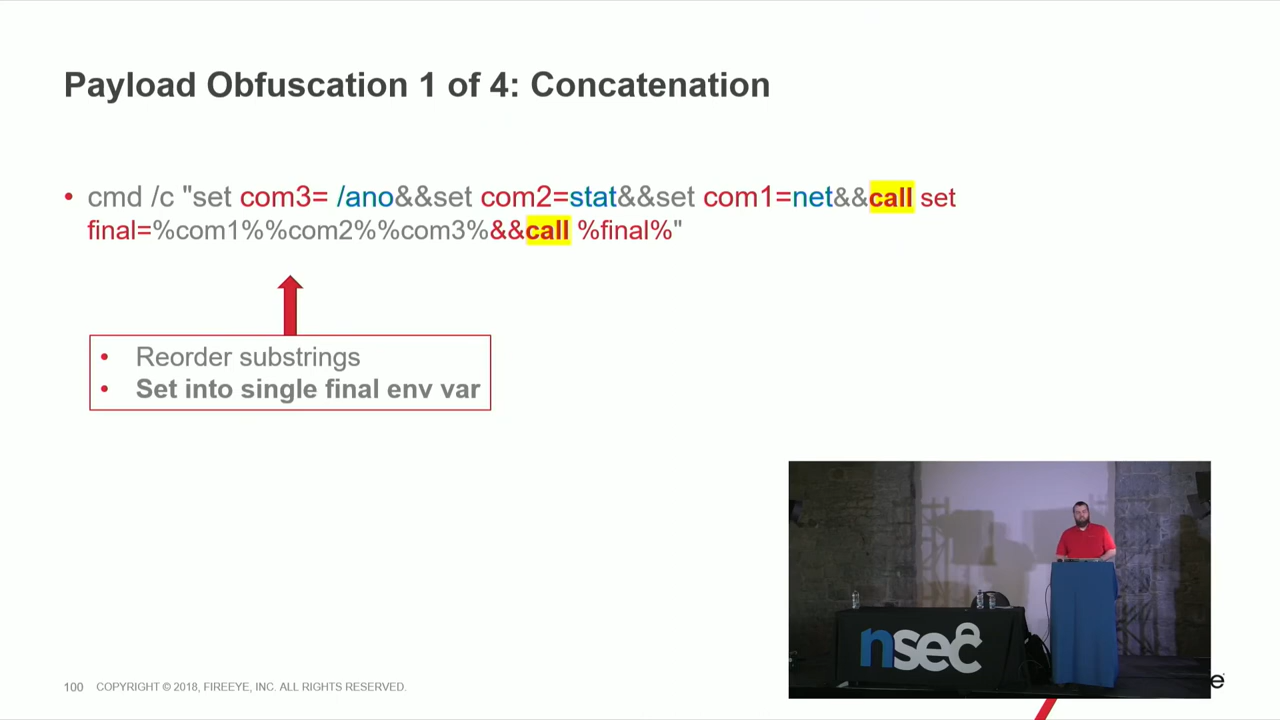 Payload Obfuscation 1 of 4: Concatenation
• cmd /c "set com3= /ano&&set com2=stat&&set com1=net&&call set
final=%com1%%com2%%com3%&&call %final%"
• Reorder substrings
• Set into single final env var
nsec
100 COPYRIGHT © 2018, FIREEYE, INC. ALL RIGHTS RESERVED.